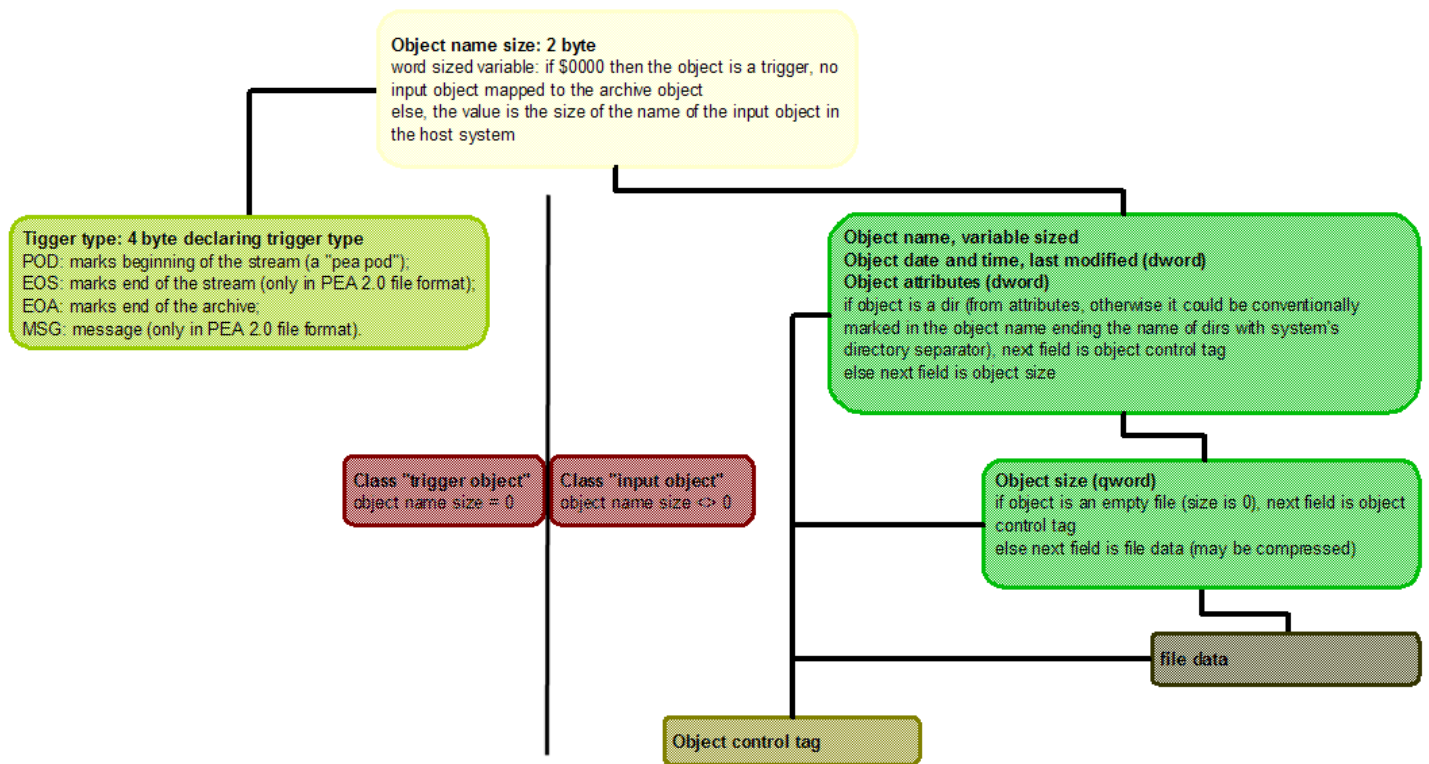 Object name size: 2 byte
word sized variable: if $0000 then the object is a trigger, no
input object mapped to the archive object
else, the value is the size of the name of the input object in
the host system
Tigger type: 4 byte declaring trigger type
POD: marks beginning of the stream (a "pea pod");
EOS: marks end of the stream (only in PEA 2.0 file format);
EOA: marks end of the archive;
MSG: message (only in PEA 2.0 file format).
Object name, variable sized
Object date and time, last modified (dword)
Object attributes (dword)
if object is a dir (from attributes, otherwise it could be conventionally
marked in the object name ending the name of dirs with system's
directory separator), next field is object control tag
else next field is object size
Class "trigger object"
object name size = 0
Class "input object"
object name size <> 0
Object size (qword)
if object is an empty file (size is 0), next field is object
control tag
else next field is file data (may be compressed)
file data
Object control tag